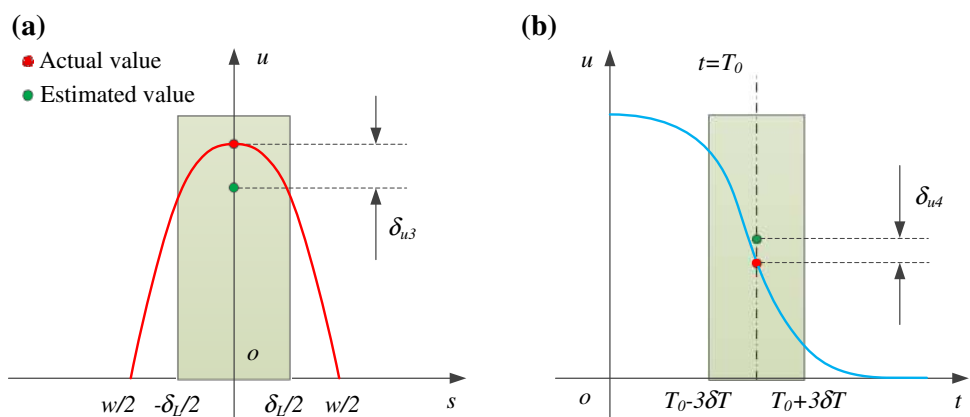 (a)
Actual value
Estimated value
u
δu3
o
w/2 -δL/2 δL/2 w/2 s
(b)
u t=T0
δu4
o T0-3δT T0+3δT t